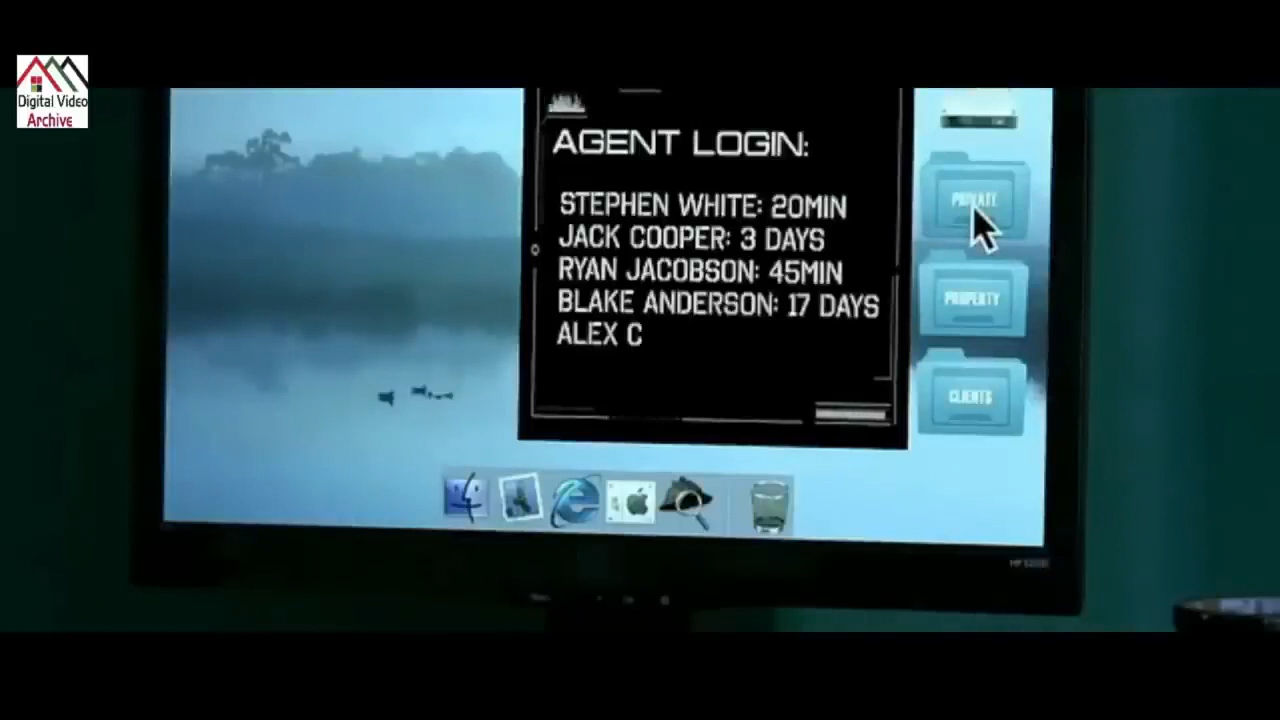 Digital Video
Archive
AGENT LOGIN:
STEPHEN WHITE: 20MIN
JACK COOPER: 3 DAYS
RYAN JACOBSON: 45MIN
BLAKE ANDERSON: 17 DAYS
ALEX C
PRIVATE
PROPERTY
CLIENTS